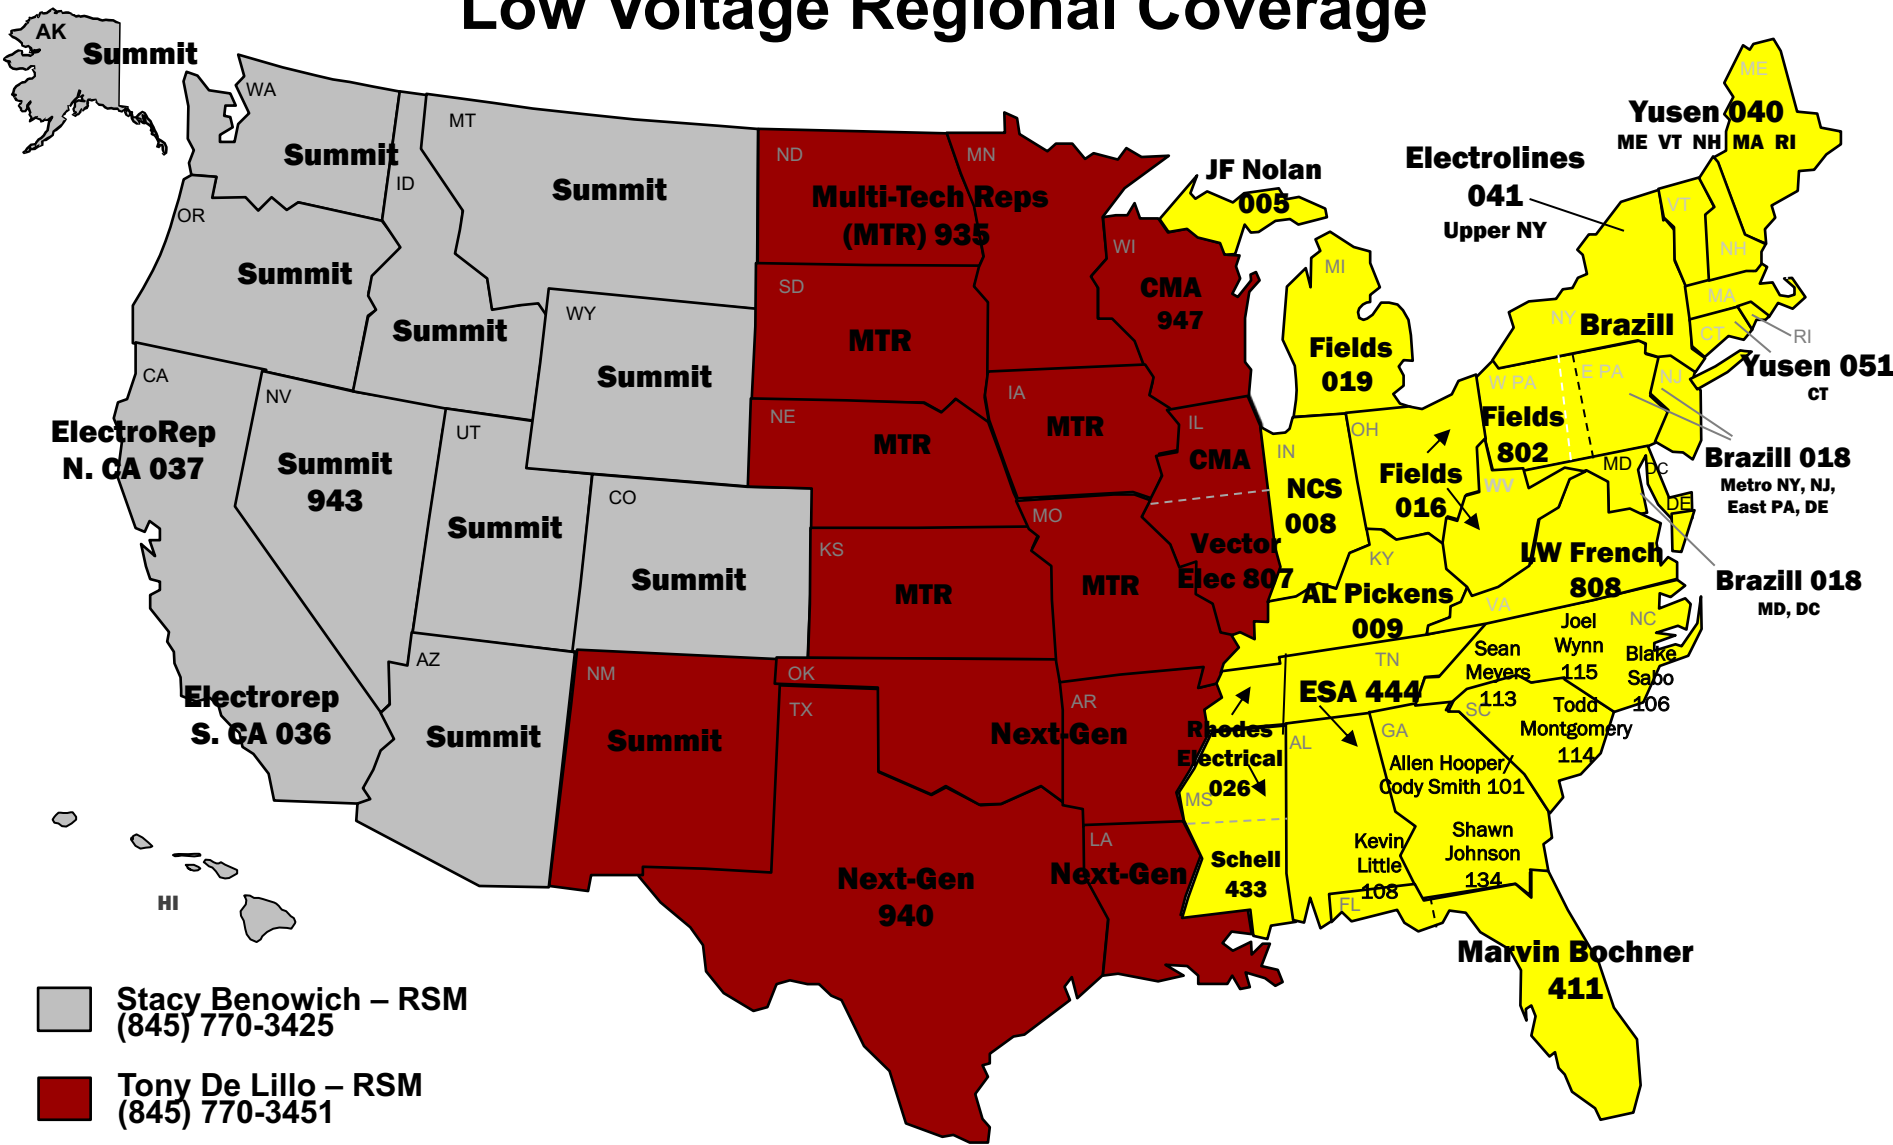 Low Voltage Regional Coverage
AK
Summit
WA
Summit
MT
Summit
ID
OR
Summit
Summit
WY
Summit
CA
ElectroRep
N. CA 037
NV
Summit
943
UT
Summit
CO
Summit
Electrorep
S. CA 036
AZ
Summit
HI
ND
MN
Multi-Tech Reps
(MTR) 935
SD
MTR
NE
MTR
IA
MTR
KS
MTR
MO
MTR
WI
CMA
947
IL
CMA
Vector
Elec 807
NM
Summit
OK
TX
Next-Gen
940
AR
Next-Gen
LA
Next-Gen
JF Nolan
005
MI
Fields
019
IN
NCS
008
OH
Fields
016
KY
AL Pickens
009
TN
ESA 444
Rhodes
Electrical
026
MS
Schell
433
AL
GA
Allen Hooper/
Cody Smith 101
Kevin
Little
108
Shawn
Johnson
134
FL
Marvin Bochner
411
SC
Todd
Montgomery
114
NC
Sean
Meyers
113
Joel
Wynn
115
Blake
Sabo
106
VA
LW French
808
WV
MD
DC
DE
Brazill 018
MD, DC
W PA
Fields
802
E PA
NJ
Brazill 018
Metro NY, NJ,
East PA, DE
NY
Brazill
Electrolines
041
Upper NY
ME
Yusen 040
ME VT NH MA RI
VT
NH
MA
CT
RI
Yusen 051
CT
Stacy Benowich – RSM
(845) 770-3425
Tony De Lillo – RSM
(845) 770-3451